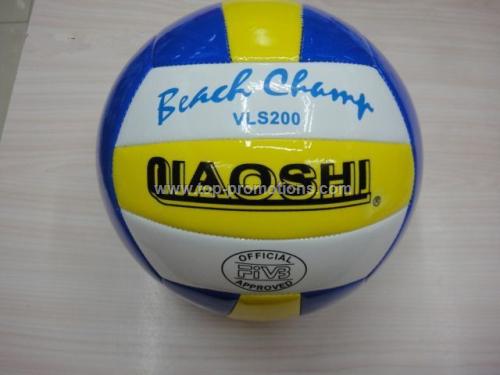 Beach Champ
VLS200
QIAOSHI
®
www.top-promotions.com
OFFICIAL
FIVB
APPROVED